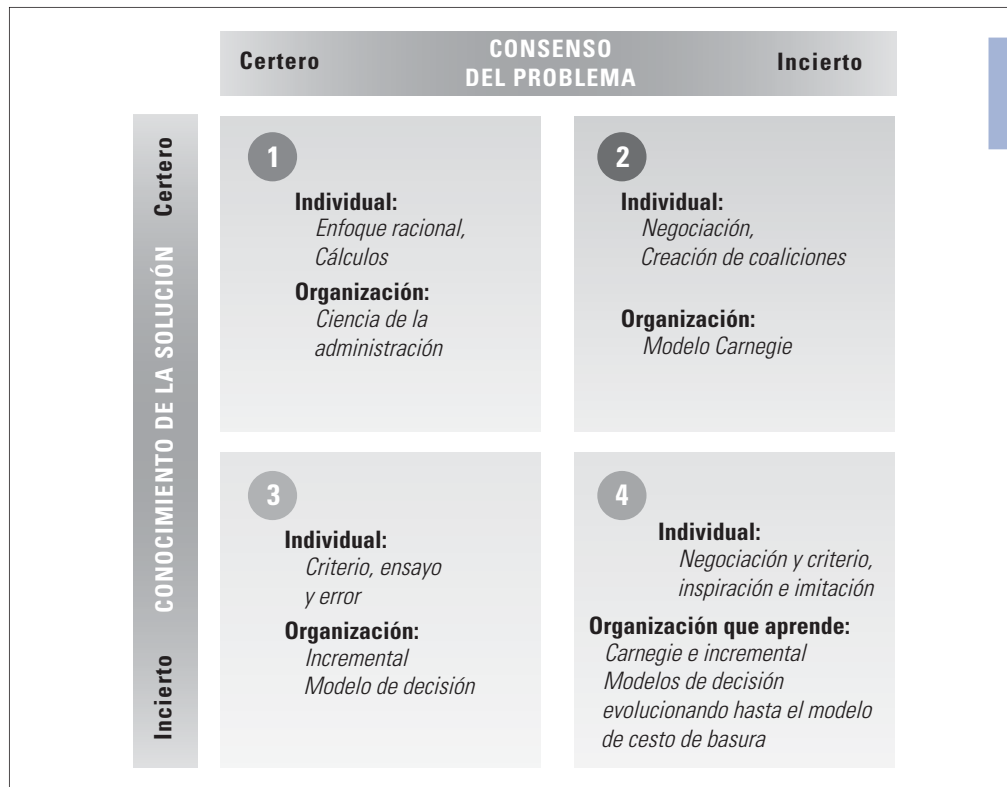 Certero
CONSENSO
DEL PROBLEMA
Incierto
Certero
CONOCIMIENTO DE LA SOLUCIÓN
Incierto
1
Individual:
Enfoque racional,
Cálculos
Organización:
Ciencia de la
administración
2
Individual:
Negociación,
Creación de coaliciones
Organización:
Modelo Carnegie
3
Individual:
Criterio, ensayo
y error
Organización:
Incremental
Modelo de decisión
4
Individual:
Negociación y criterio,
inspiración e imitación
Organización que aprende:
Carnegie e incremental
Modelos de decisión
evolucionando hasta el modelo
de cesto de basura